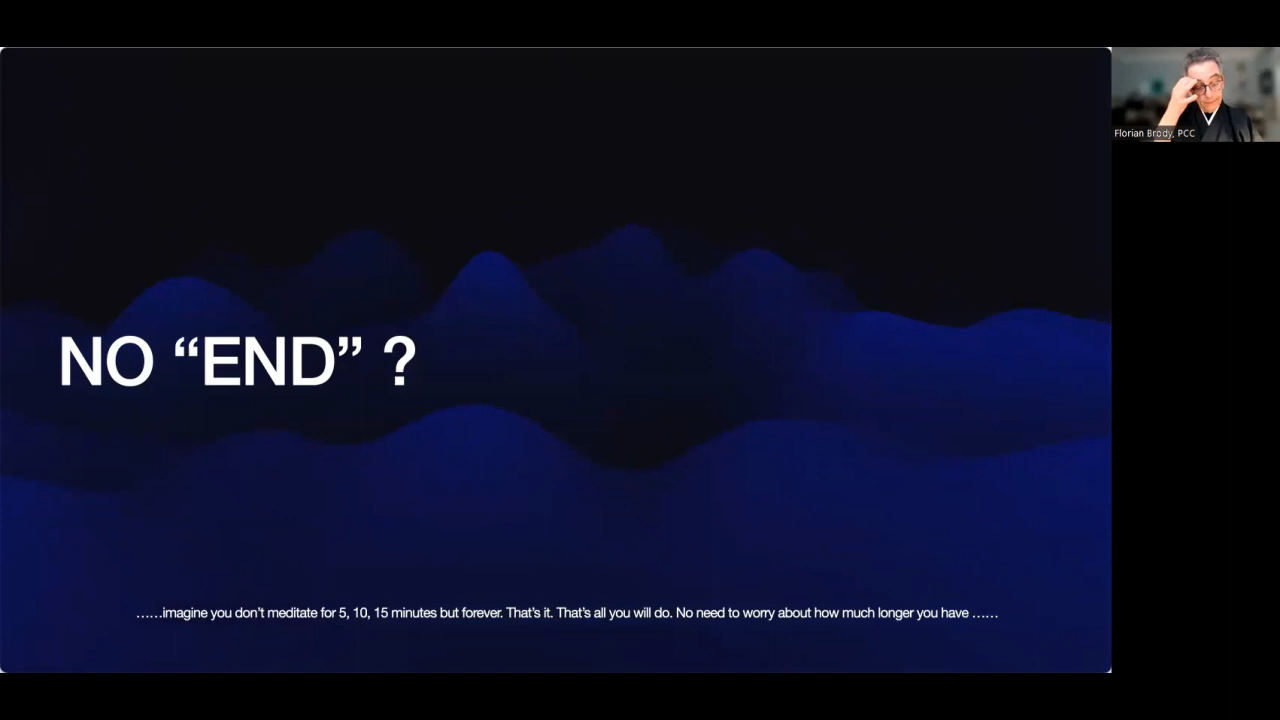 Florian Brody, PCC
NO “END” ?
……imagine you don’t meditate for 5, 10, 15 minutes but forever. That’s it. That’s all you will do. No need to worry about how much longer you have ……